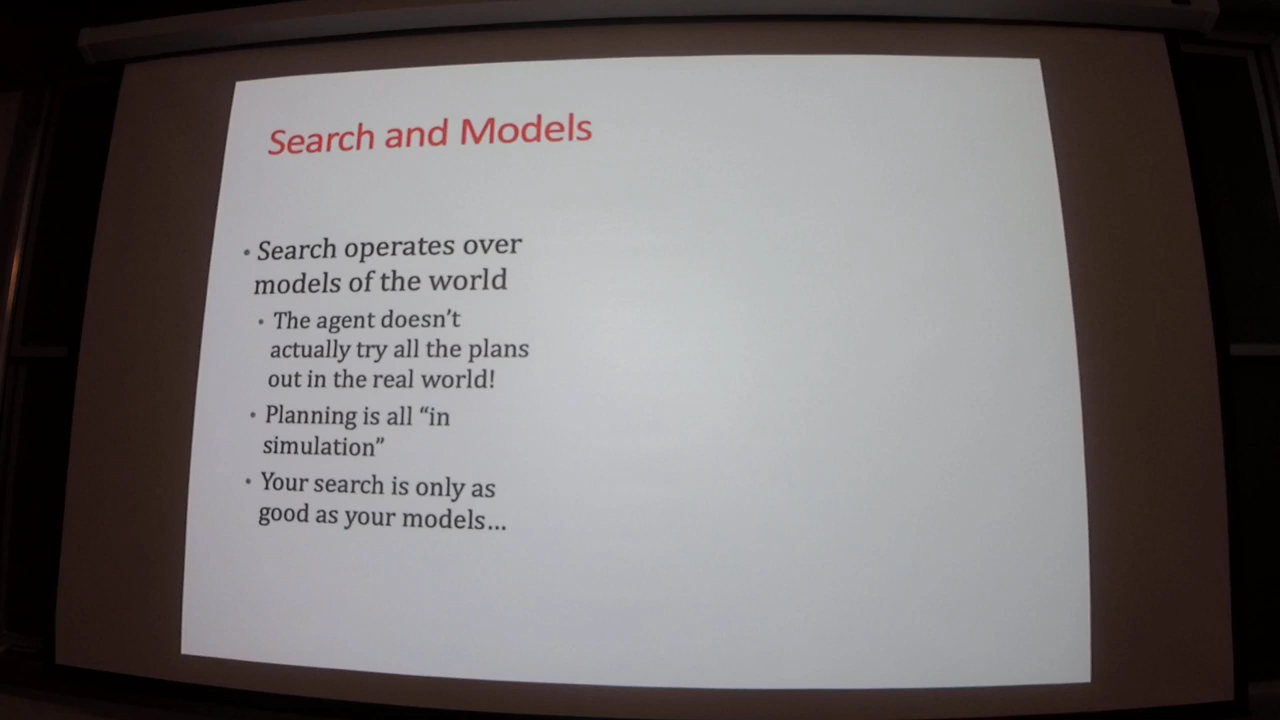 Search and Models
• Search operates over
models of the world
• The agent doesn't
actually try all the plans
out in the real world!
• Planning is all “in
simulation”
• Your search is only as
good as your models...